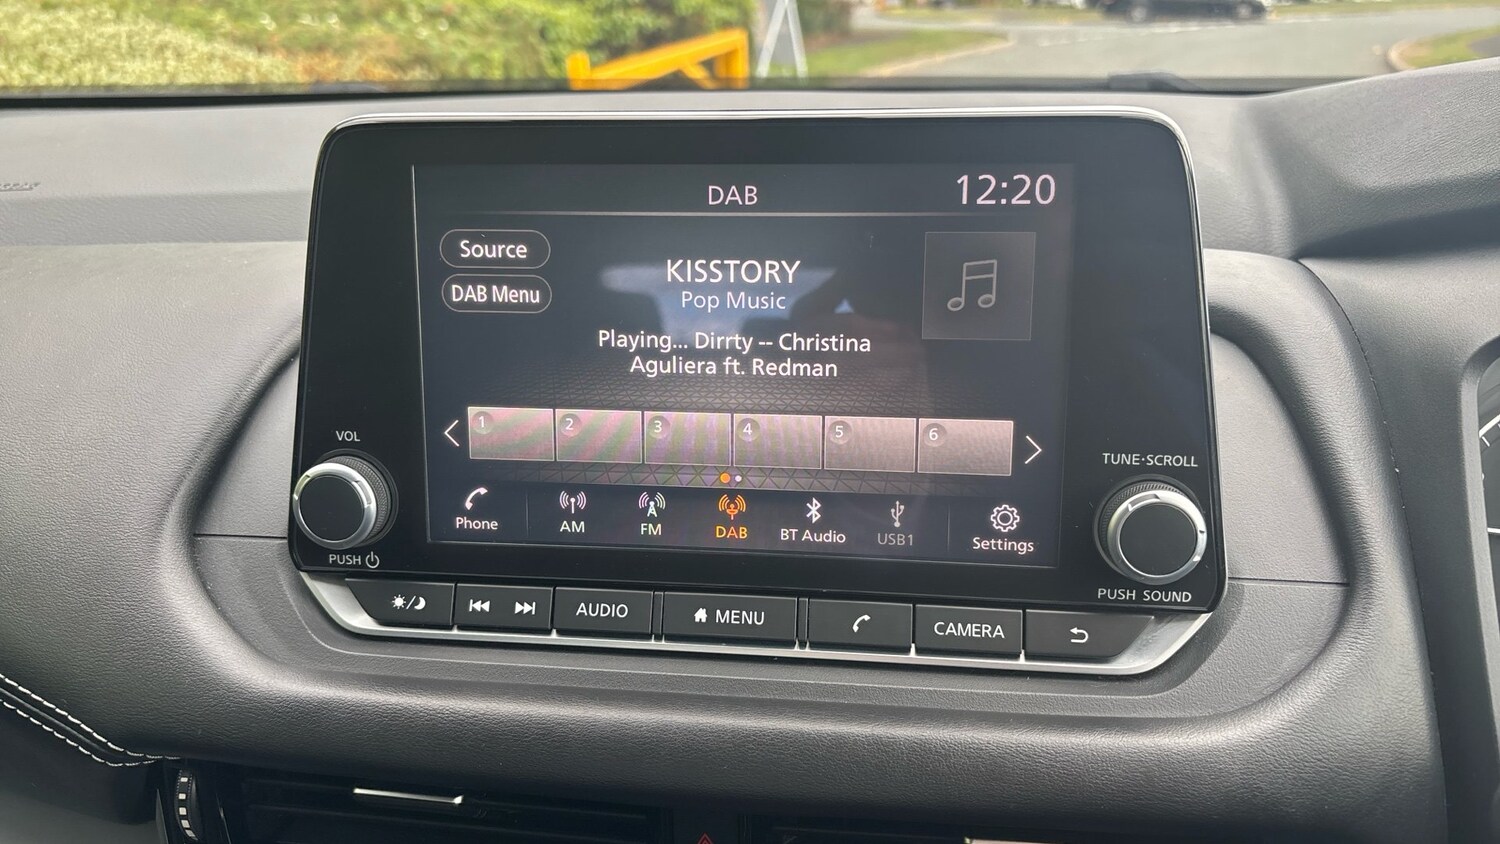 DAB
12:20
Source
DAB Menu
KISSTORY
Pop Music
Playing... Dirrty -- Christina
Aguliera ft. Redman
1 2 3 4 5 6
Phone AM FM DAB BT Audio USB1 Settings
VOL
PUSH
TUNE·SCROLL
PUSH SOUND
AUDIO MENU CAMERA